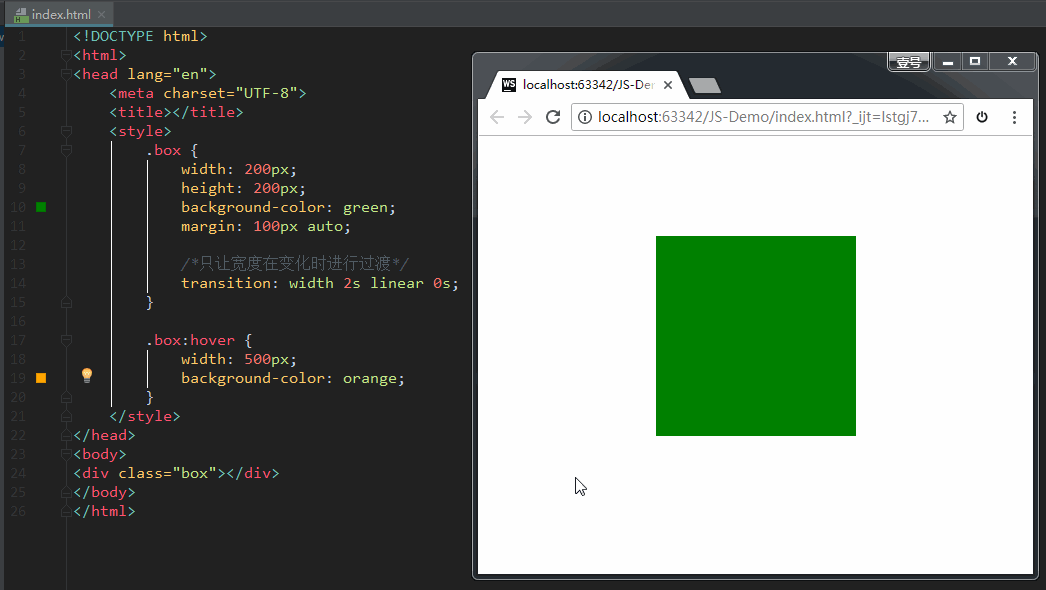 index.html
1 <!DOCTYPE html>
2 <html>
3 <head lang="en">
4 <meta charset="UTF-8">
5 <title></title>
6 <style>
7 .box {
8 width: 200px;
9 height: 200px;
10 background-color: green;
11 margin: 100px auto;
12
13 /*只让宽度在变化时进行过渡*/
14 transition: width 2s linear 0s;
15 }
16
17 .box:hover {
18 width: 500px;
19 background-color: orange;
20 }
21 </style>
22 </head>
23 <body>
24 <div class="box"></div>
25 </body>
26 </html>
壹号
WS localhost:63342/JS-De
localhost:63342/JS-Demo/index.html?_ijt=lstgj7...